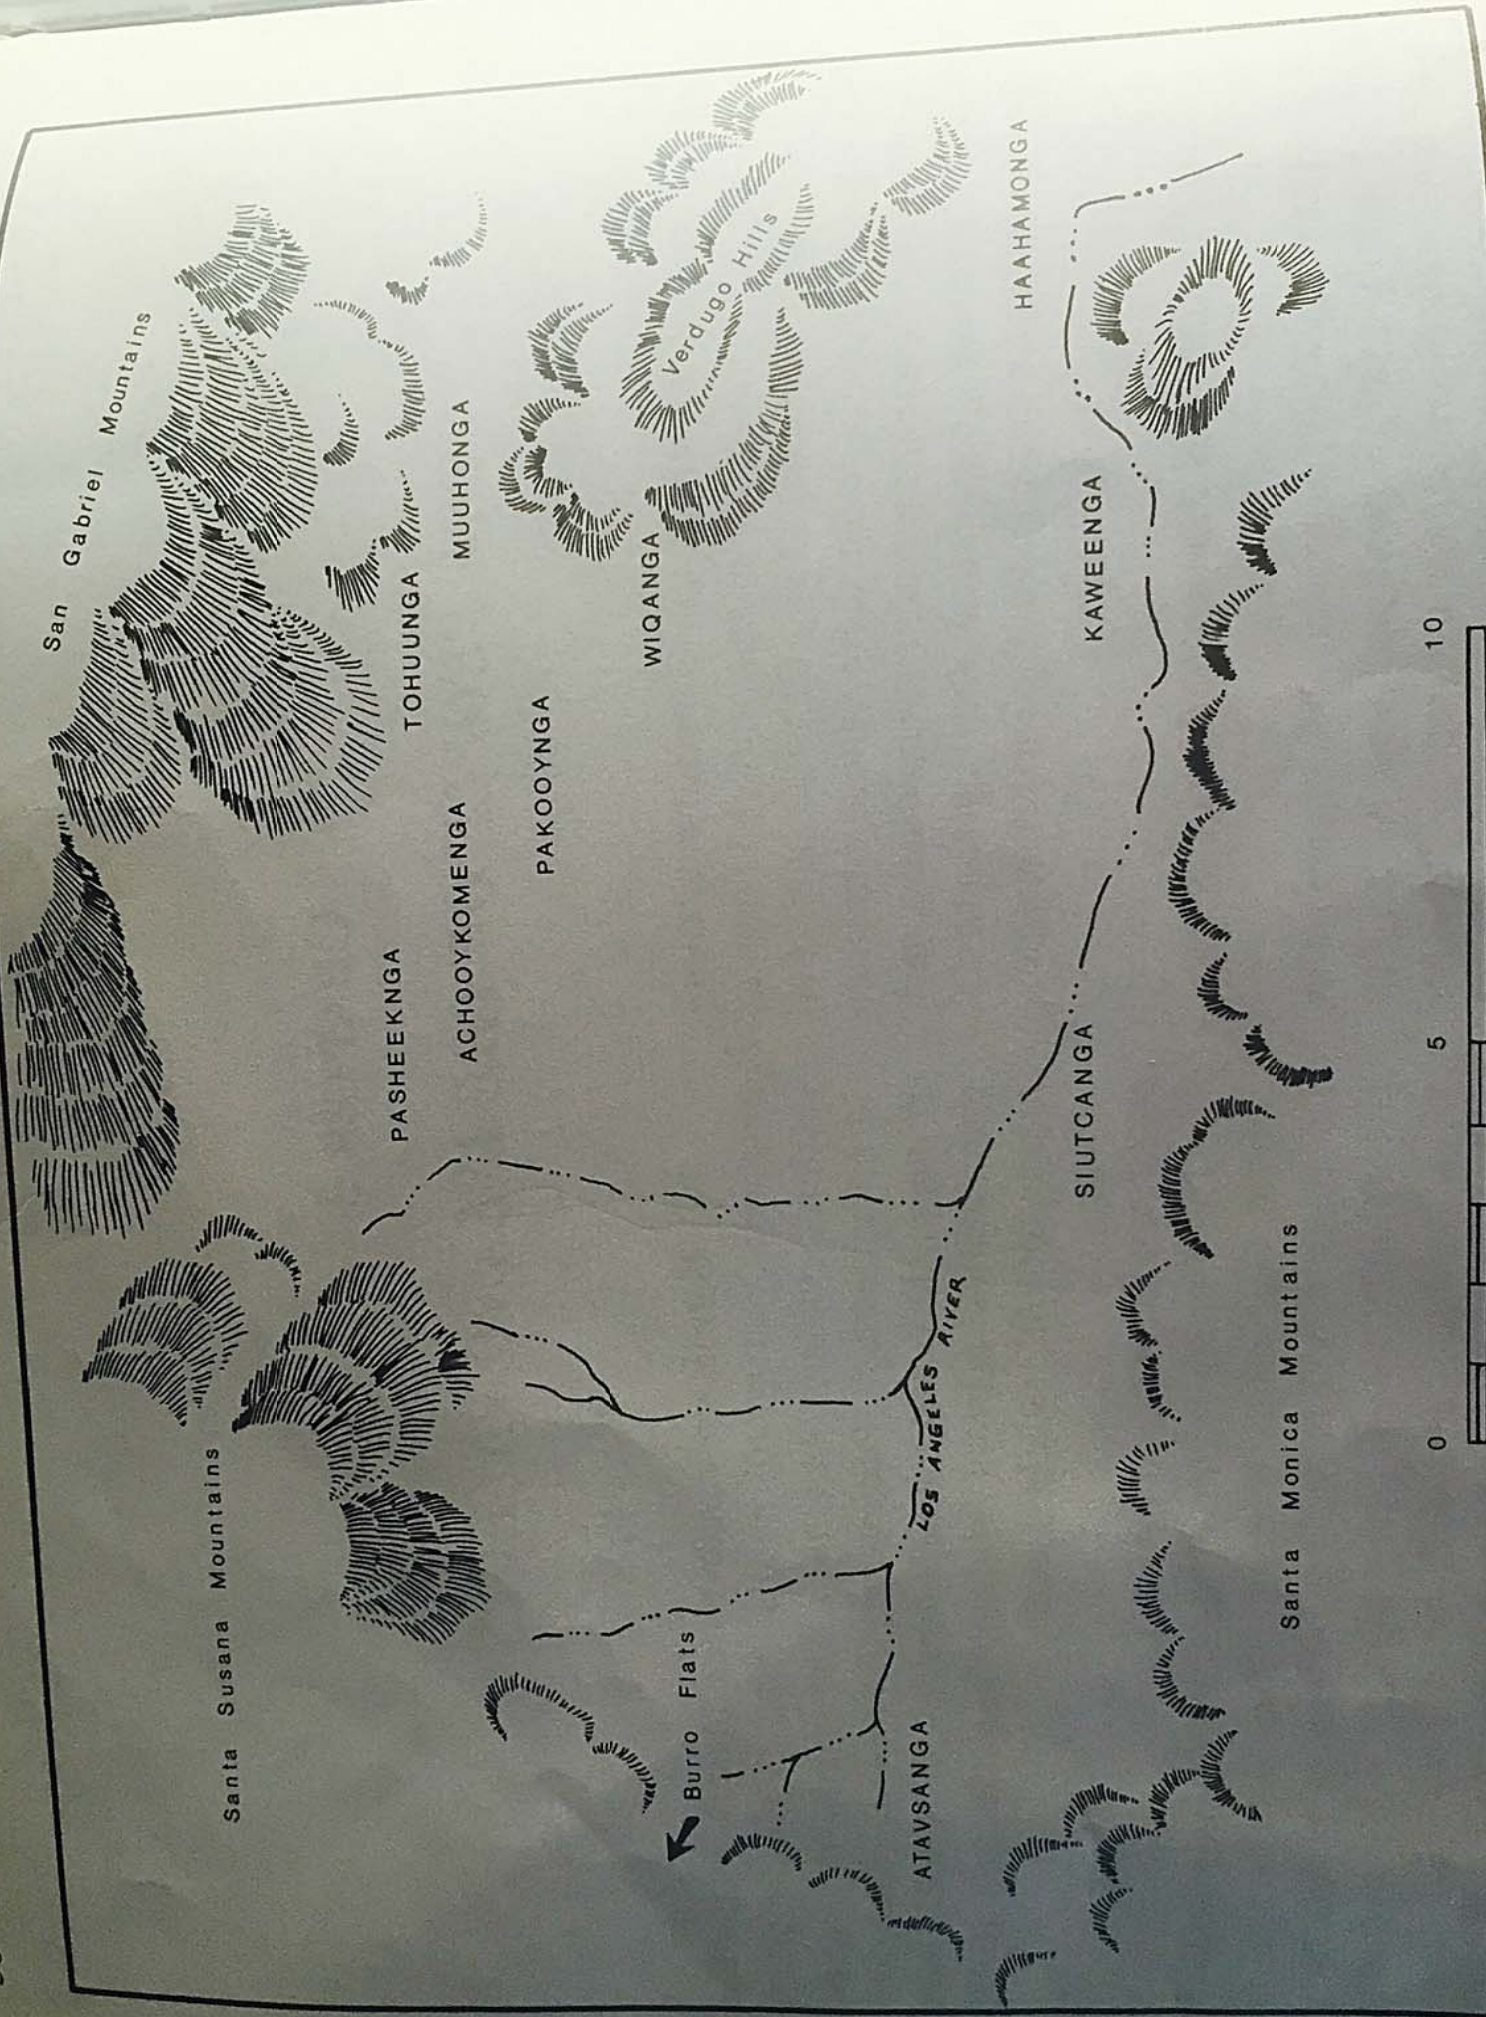 San Gabriel Mountains
Santa Susana Mountains
PASHEEKNGA
TOHUUNGA
MUUHONGA
ACHOOYKOMENGA
PAKOOYNGA
WIQANGA
Verdugo Hills
Burro Flats
LOS ANGELES RIVER
ATAVSANGA
SIUTCANGA
KAWEENGA
HAAHAMONGA
Santa Monica Mountains
0 5 10